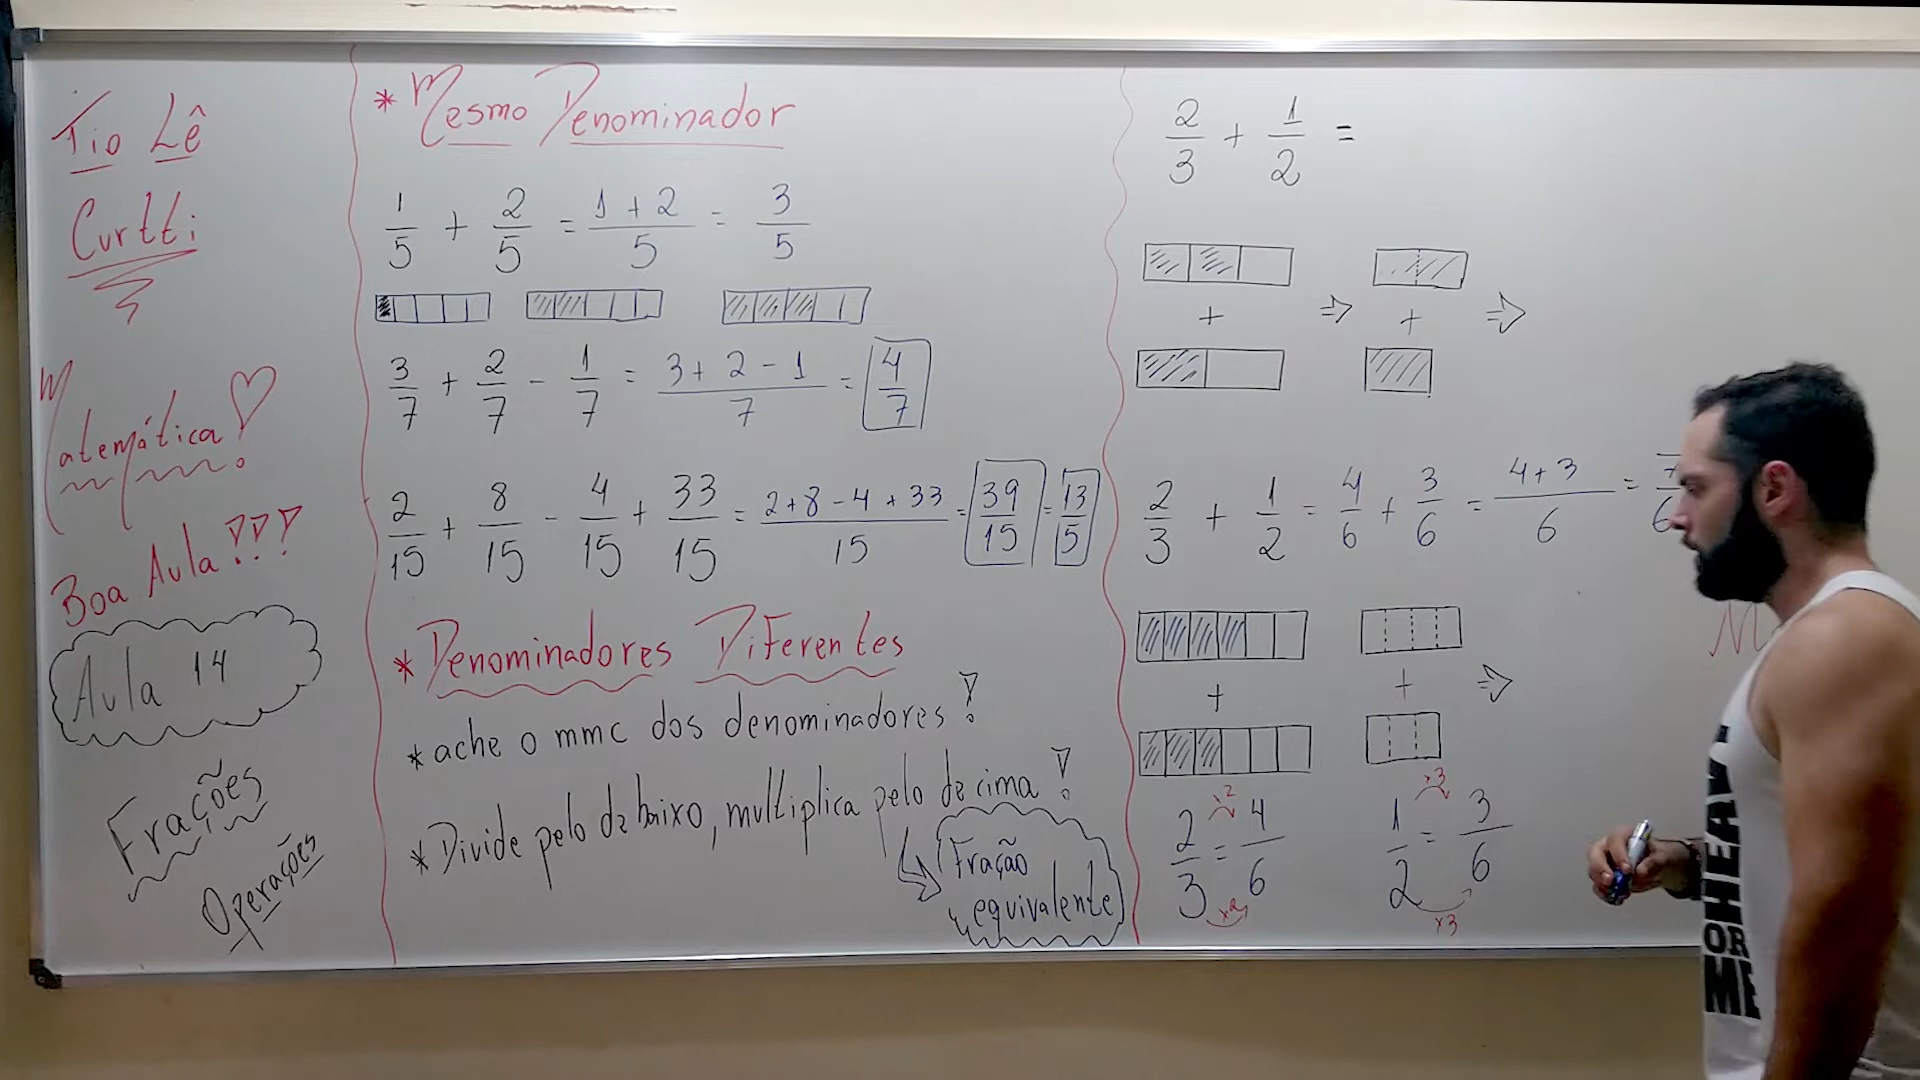 Tio Lê
Curtti
Matemática
Boa Aula!!!
Aula 14
Frações
Operações
* Mesmo Denominador
1/5 + 2/5 = 1+2/5 = 3/5
3/7 + 2/7 - 1/7 = 3+2-1/7 = 4/7
2/15 + 8/15 - 4/15 + 33/15 = 2+8-4+33/15 = 39/15 = 13/5
* Denominadores Diferentes
* ache o mmc dos denominadores!
* Divide pelo de baixo, multiplica pelo de cima!
Fração
equivalente
2/3 + 1/2 =
+ ⇒ + ⇒
2/3 + 1/2 = 4/6 + 3/6 = 4+3/6 =
+ + ⇒
x2 x3
2/3 = 4/6 1/2 = 3/6
x2 x3
OR
ME